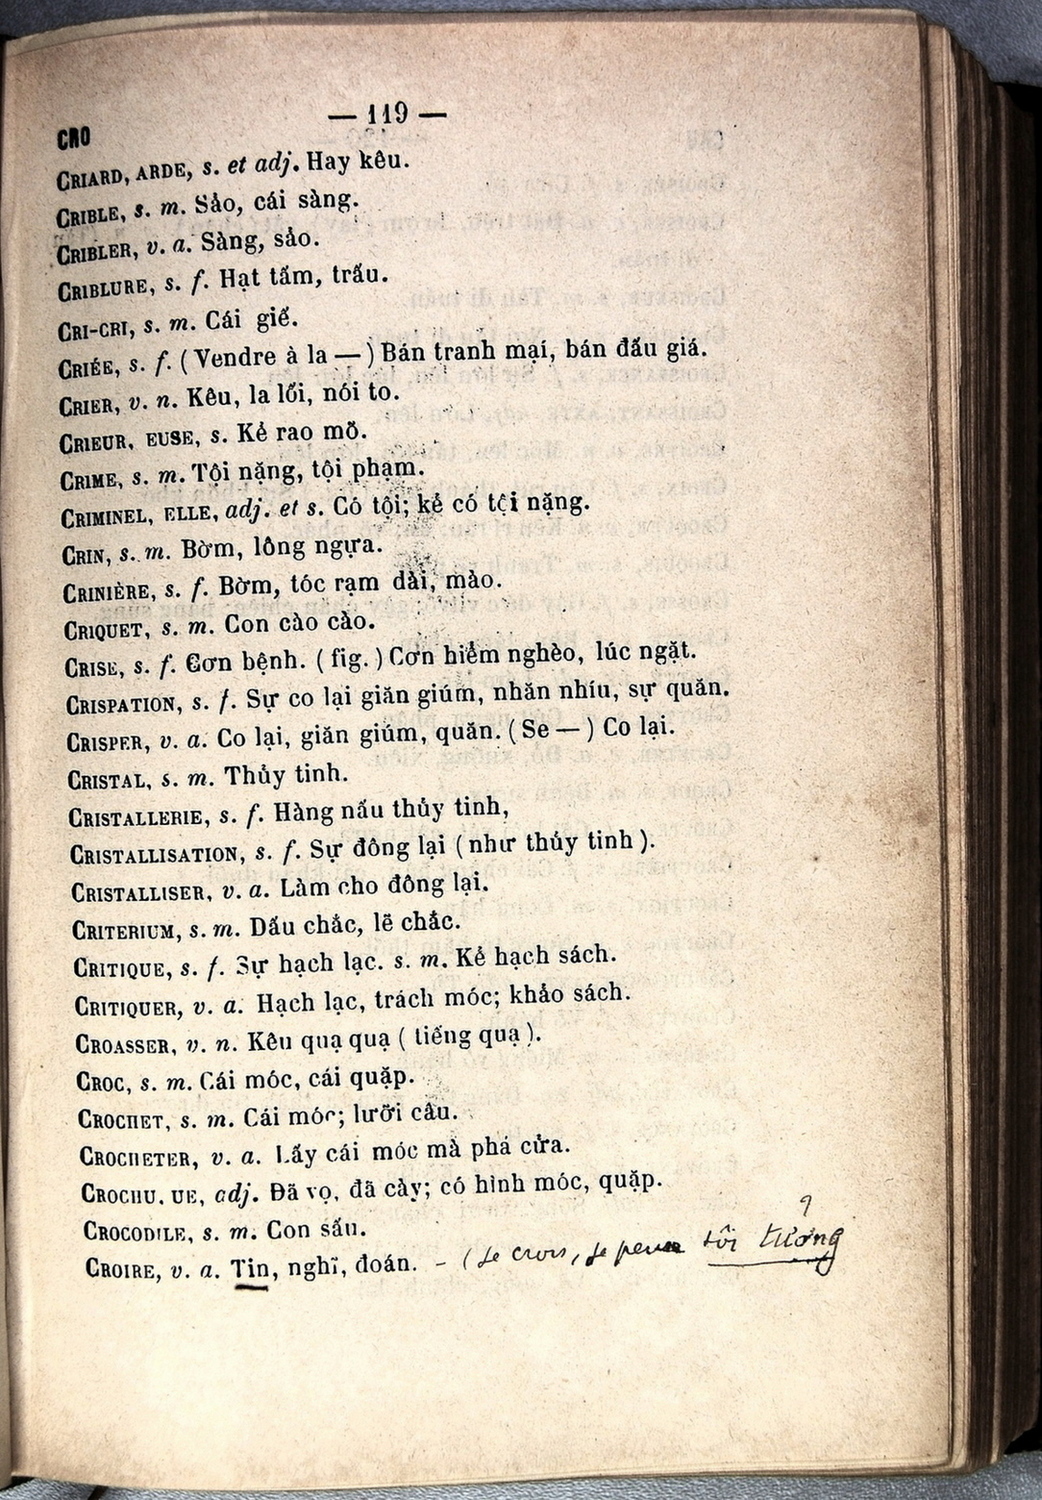 — 119 —
CRO
CRIARD, ARDE, s. et adj. Hay kêu.
CRIBLE, s. m. Sảo, cái sàng.
CRIBLER, v. a. Sàng, sảo.
CRIBLURE, s. f. Hạt tấm, trấu.
CRI-CRI, s. m. Cái giế.
CRIÉE, s. f. ( Vendre à la — ) Bán tranh mại, bán đấu giá.
CRIER, v. n. Kêu, la lối, nói to.
CRIEUR, EUSE, s. Kẻ rao mõ.
CRIME, s. m. Tội nặng, tội phạm.
CRIMINEL, ELLE, adj. et s. Có tội; kẻ có tội nặng.
CRIN, s. m. Bờm, lông ngựa.
CRINIÈRE, s. f. Bờm, tóc rạm dài, mào.
CRIQUET, s. m. Con cào cào.
CRISE, s. f. Cơn bệnh. ( fig. ) Cơn hiểm nghèo, lúc ngặt.
CRISPATION, s. f. Sự co lại giăn giúm, nhăn nhíu, sự quăn.
CRISPER, v. a. Co lại, giăn giúm, quăn. ( Se — ) Co lại.
CRISTAL, s. m. Thủy tinh.
CRISTALLERIE, s. f. Hàng nấu thủy tinh,
CRISTALLISATION, s. f. Sự đông lại ( như thủy tinh ).
CRISTALLISER, v. a. Làm cho đông lại.
CRITERIUM, s. m. Dấu chắc, lẽ chắc.
CRITIQUE, s. f. Sự hạch lạc. s. m. Kẻ hạch sách.
CRITIQUER, v. a. Hạch lạc, trách móc; khảo sách.
CROASSER, v. n. Kêu quạ quạ ( tiếng quạ ).
CROC, s. m. Cái móc, cái quặp.
CROCHET, s. m. Cái móc; lưỡi câu.
CROCHETER, v. a. Lấy cái móc mà phá cửa.
CROCHU, UE, adj. Đã vọ, đã cày; có hình móc, quặp.
CROCODILE, s. m. Con sấu.
CROIRE, v. a. Tin, nghĩ, đoán. - (Je crois, je pense tôi tưởng